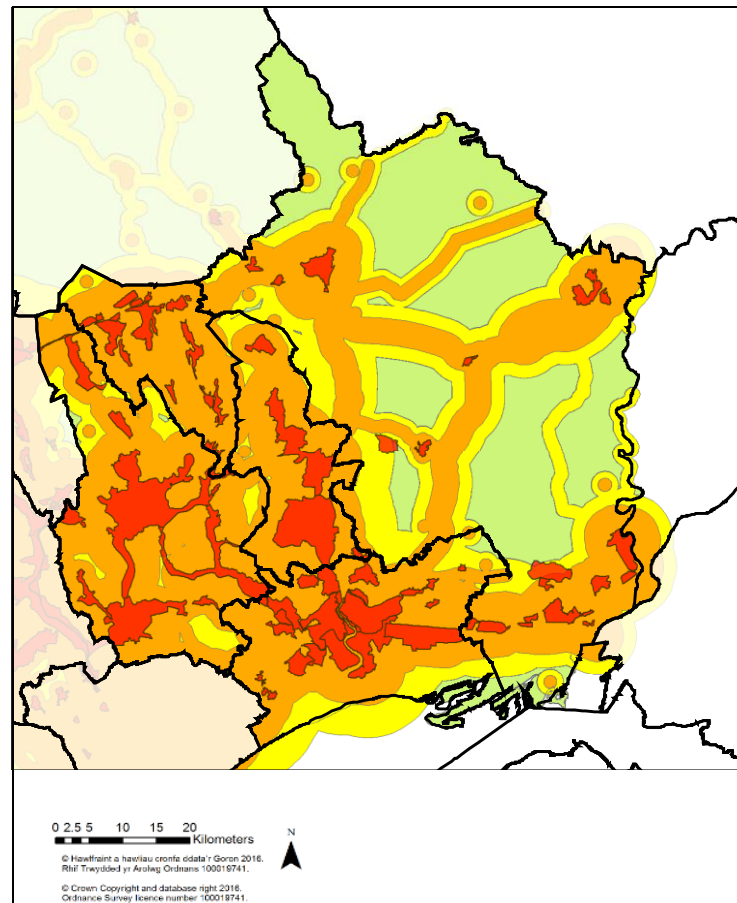 0 2.5 5 10 15 20
Kilometers
N
© Hawlfraint a hawliau cronfa ddata'r Goron 2016.
Rhif Trwydded yr Arolwg Ordnans 100019741.
© Crown Copyright and database right 2016.
Ordnance Survey licence number 100019741.